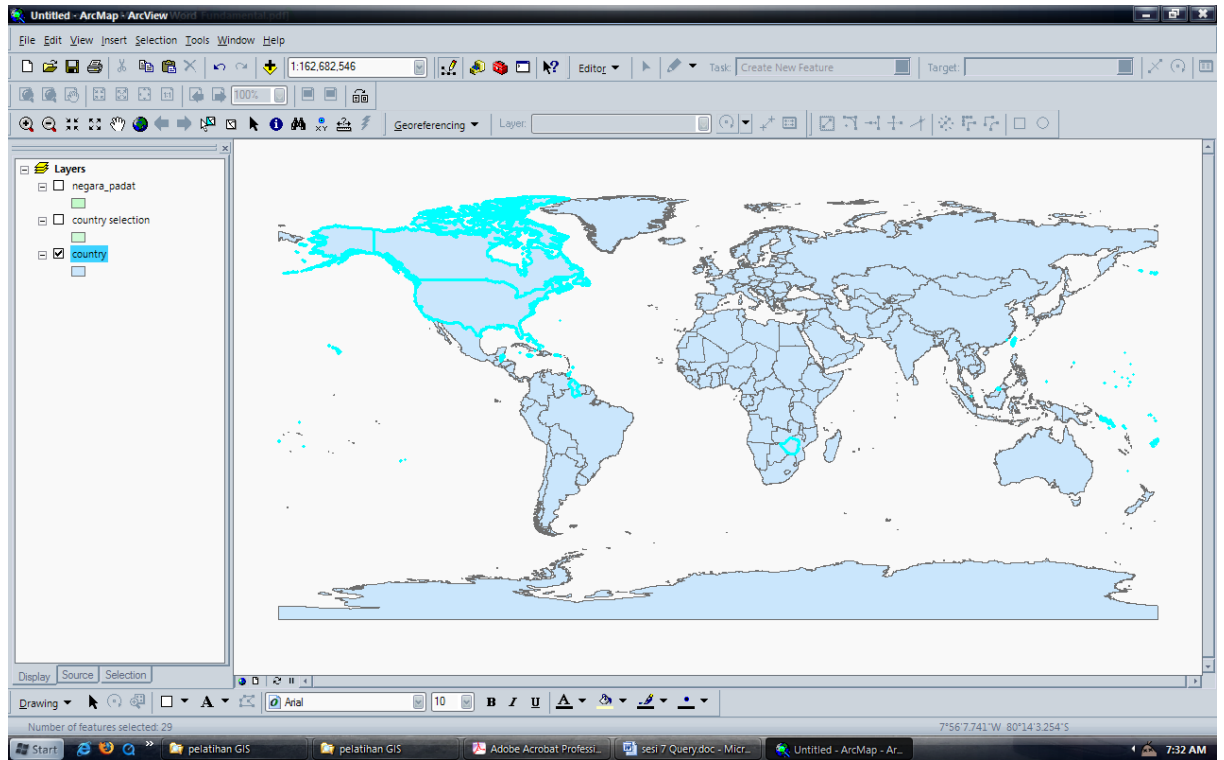 Untitled - ArcMap - ArcView
File Edit View Insert Selection Tools Window Help
1:162,682,546 Editor Task: Create New Feature Target:
100% 1:1
Georeferencing Layer:
Layers
negara_padat
country selection
country
Display Source Selection
Drawing A Arial 10 B I U A
Number of features selected: 29 7°56'7.741"W 80°14'3.254"S
Start pelatihan GIS pelatihan GIS Adobe Acrobat Professi... sesi 7 Query.doc - Micr... Untitled - ArcMap - Ar... 7:32 AM